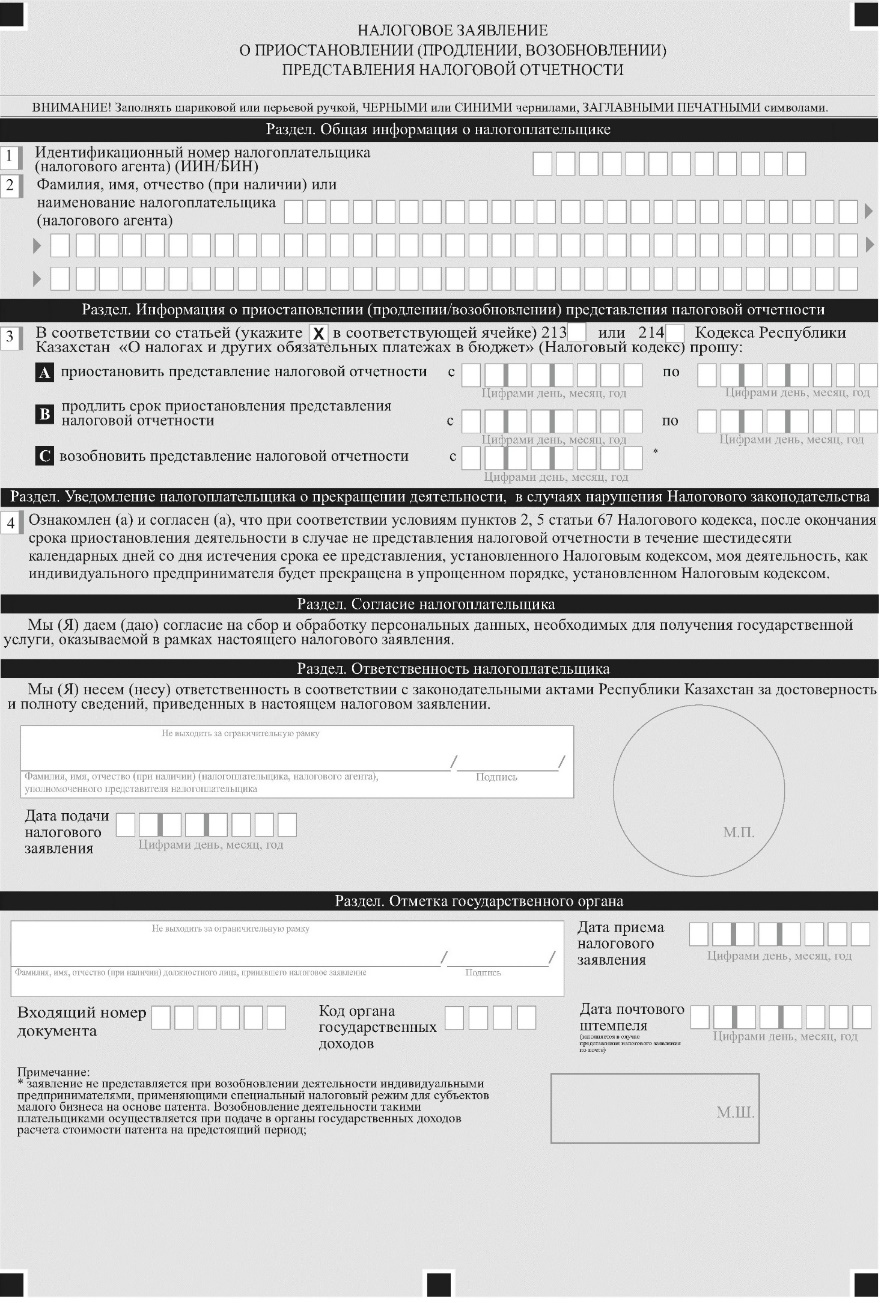 НАЛОГОВОЕ ЗАЯВЛЕНИЕ
О ПРИОСТАНОВЛЕНИИ (ПРОДЛЕНИИ, ВОЗОБНОВЛЕНИИ)
ПРЕДСТАВЛЕНИЯ НАЛОГОВОЙ ОТЧЕТНОСТИ
ВНИМАНИЕ! Заполнять шариковой или перьевой ручкой, ЧЕРНЫМИ или СИНИМИ чернилами, ЗАГЛАВНЫМИ ПЕЧАТНЫМИ символами.
Раздел. Общая информация о налогоплательщике
1 Идентификационный номер налогоплательщика
(налогового агента) (ИИН/БИН)
2 Фамилия, имя, отчество (при наличии) или
наименование налогоплательщика
(налогового агента)
Раздел. Информация о приостановлении (продлении/возобновлении) представления налоговой отчетности
3 В соответствии со статьей (укажите X в соответствующей ячейке) 213 или 214 Кодекса Республики
Казахстан «О налогах и других обязательных платежах в бюджет» (Налоговый кодекс) прошу:
A приостановить представление налоговой отчетности с по
Цифрами день, месяц, год Цифрами день, месяц, год
B продлить срок приостановления представления
налоговой отчетности с по
Цифрами день, месяц, год Цифрами день, месяц, год
C возобновить представление налоговой отчетности с *
Цифрами день, месяц, год
Раздел. Уведомление налогоплательщика о прекращении деятельности, в случаях нарушения Налогового законодательства
4 Ознакомлен (а) и согласен (а), что при соответствии условиям пунктов 2, 5 статьи 67 Налогового кодекса, после окончания
срока приостановления деятельности в случае не представления налоговой отчетности в течение шестидесяти
календарных дней со дня истечения срока ее представления, установленного Налоговым кодексом, моя деятельность, как
индивидуального предпринимателя будет прекращена в упрощенном порядке, установленном Налоговым кодексом.
Раздел. Согласие налогоплательщика
Мы (Я) даем (даю) согласие на сбор и обработку персональных данных, необходимых для получения государственной
услуги, оказываемой в рамках настоящего налогового заявления.
Раздел. Ответственность налогоплательщика
Мы (Я) несем (несу) ответственность в соответствии с законодательными актами Республики Казахстан за достоверность
и полноту сведений, приведенных в настоящем налоговом заявлении.
Не выходить за ограничительную рамку
/ /
Фамилия, имя, отчество (при наличии) (налогоплательщика, налогового агента), Подпись
уполномоченного представителя налогоплательщика
М.П.
Дата подачи
налогового
заявления
Цифрами день, месяц, год
Раздел. Отметка государственного органа
Не выходить за ограничительную рамку
/ /
Фамилия, имя, отчество (при наличии) должностного лица, принявшего налоговое заявление Подпись
Дата приема
налогового
заявления
Цифрами день, месяц, год
Входящий номер
документа
Код органа
государственных
доходов
Дата почтового
штемпеля
(заполняется в случае
представления налогового заявления
по почте)
Цифрами день, месяц, год
Примечание:
* заявление не представляется при возобновлении деятельности индивидуальными
предпринимателями, применяющими специальный налоговый режим для субъектов
малого бизнеса на основе патента. Возобновление деятельности такими
плательщиками осуществляется при подаче в органы государственных доходов
расчета стоимости патента на предстоящий период;
М.Ш.